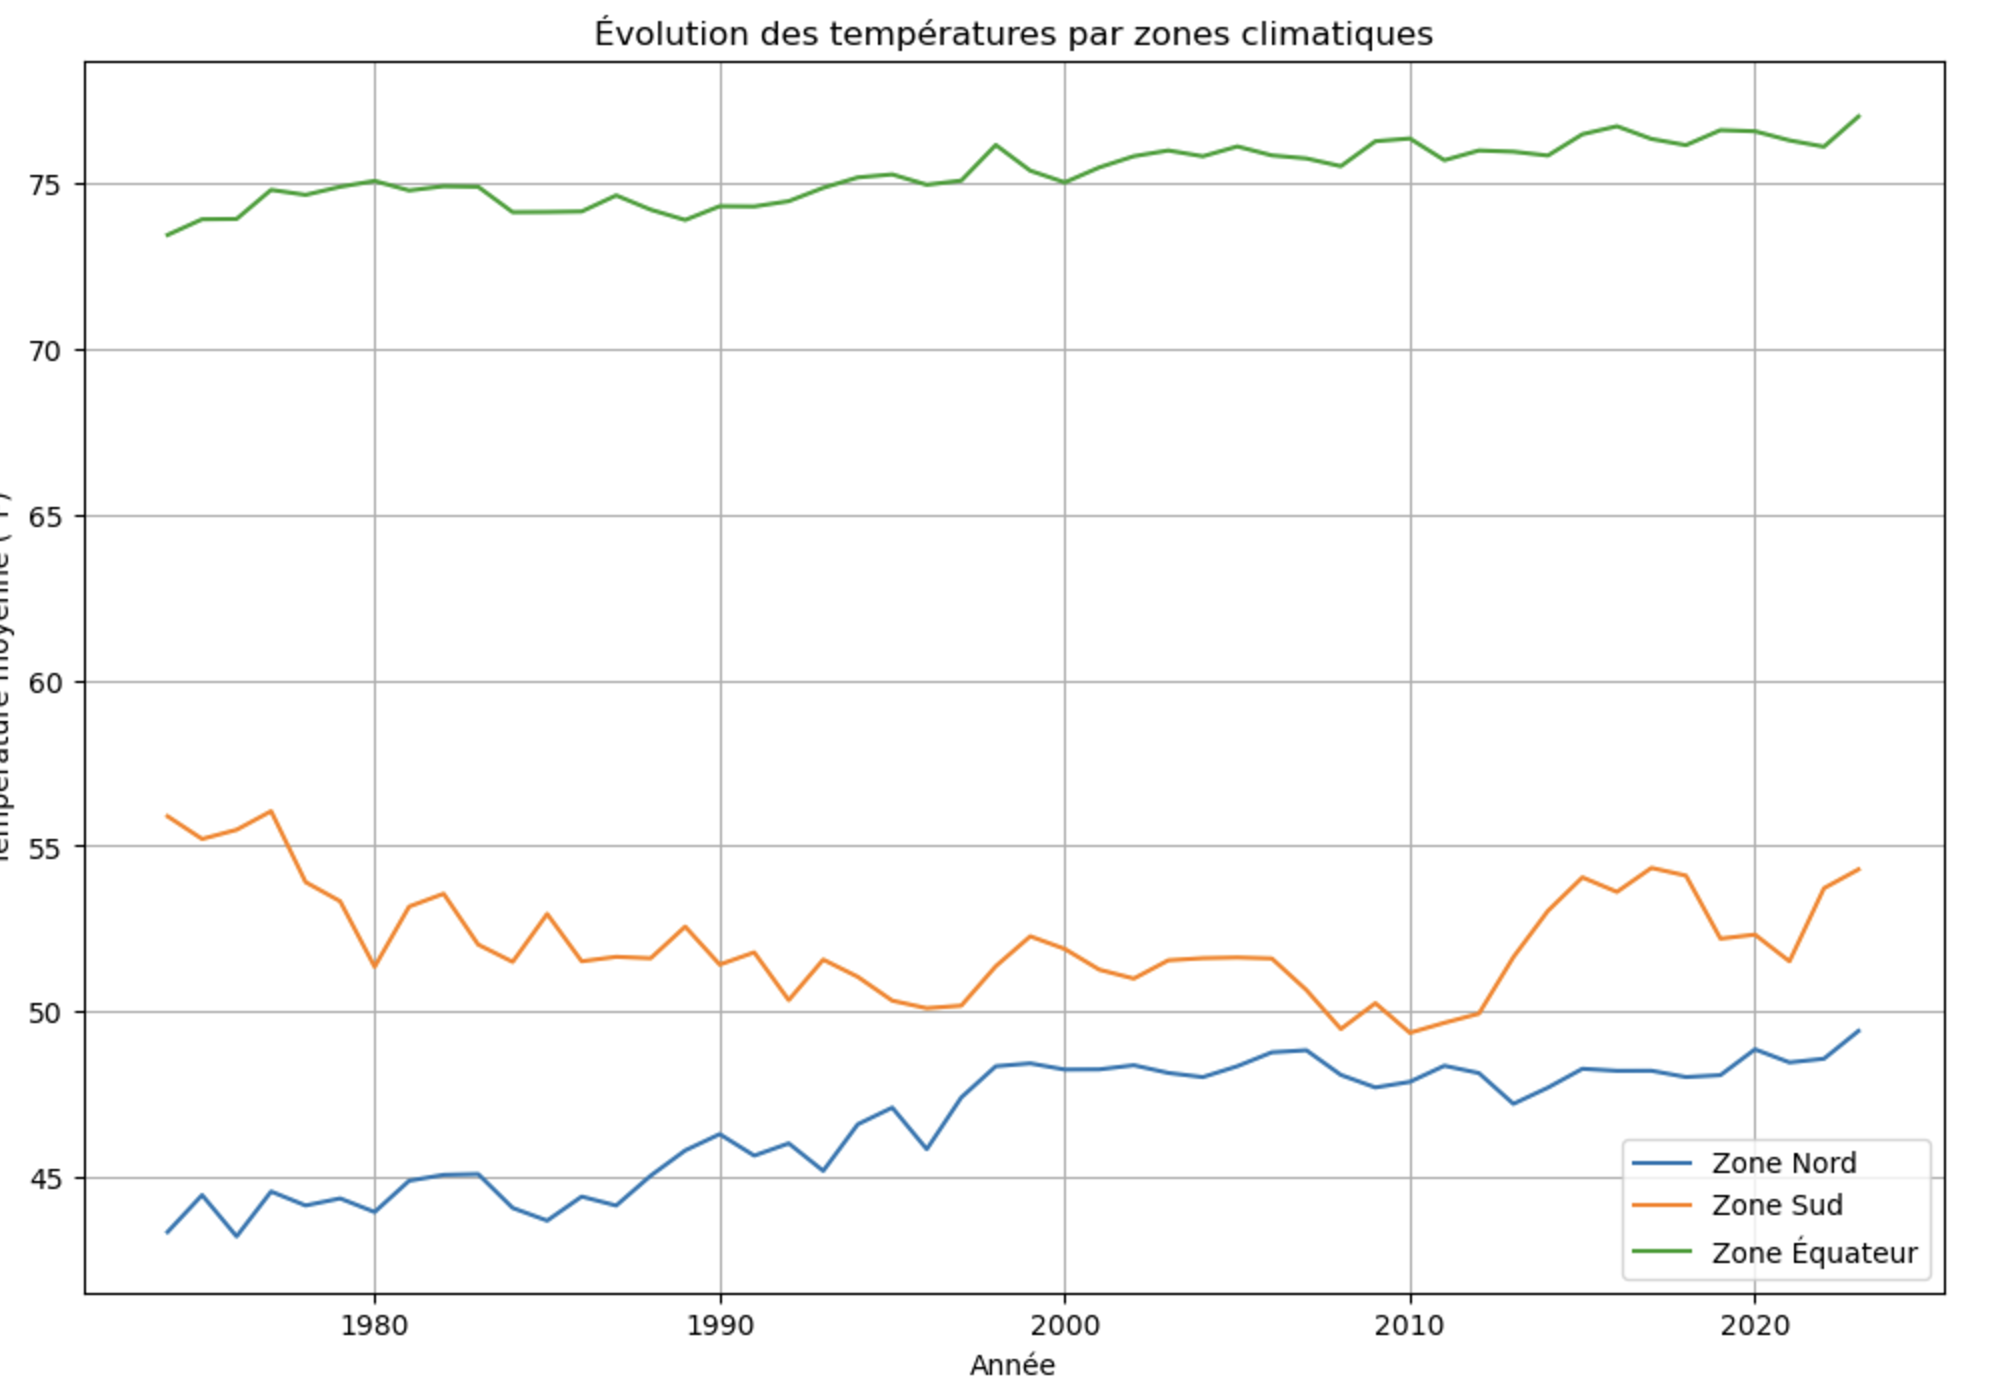 Évolution des températures par zones climatiques
75
70
65
60
55
50
45
moyenne
1980
1990
2000
2010
2020
Année
Zone Nord
Zone Sud
Zone Équateur